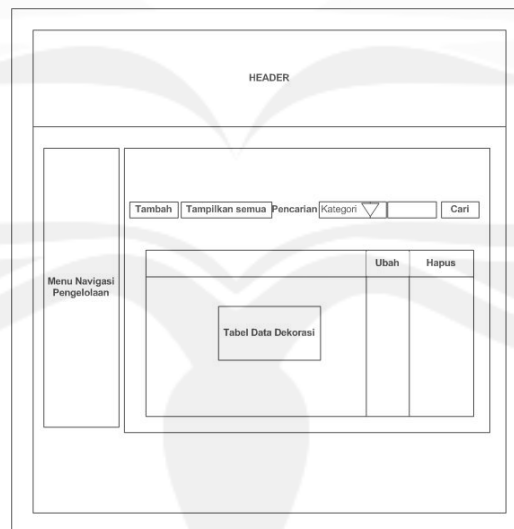 HEADER
Tambah Tampilkan semua Pencarian Kategori Cari
Ubah Hapus
Menu Navigasi
Pengelolaan
Tabel Data Dekorasi